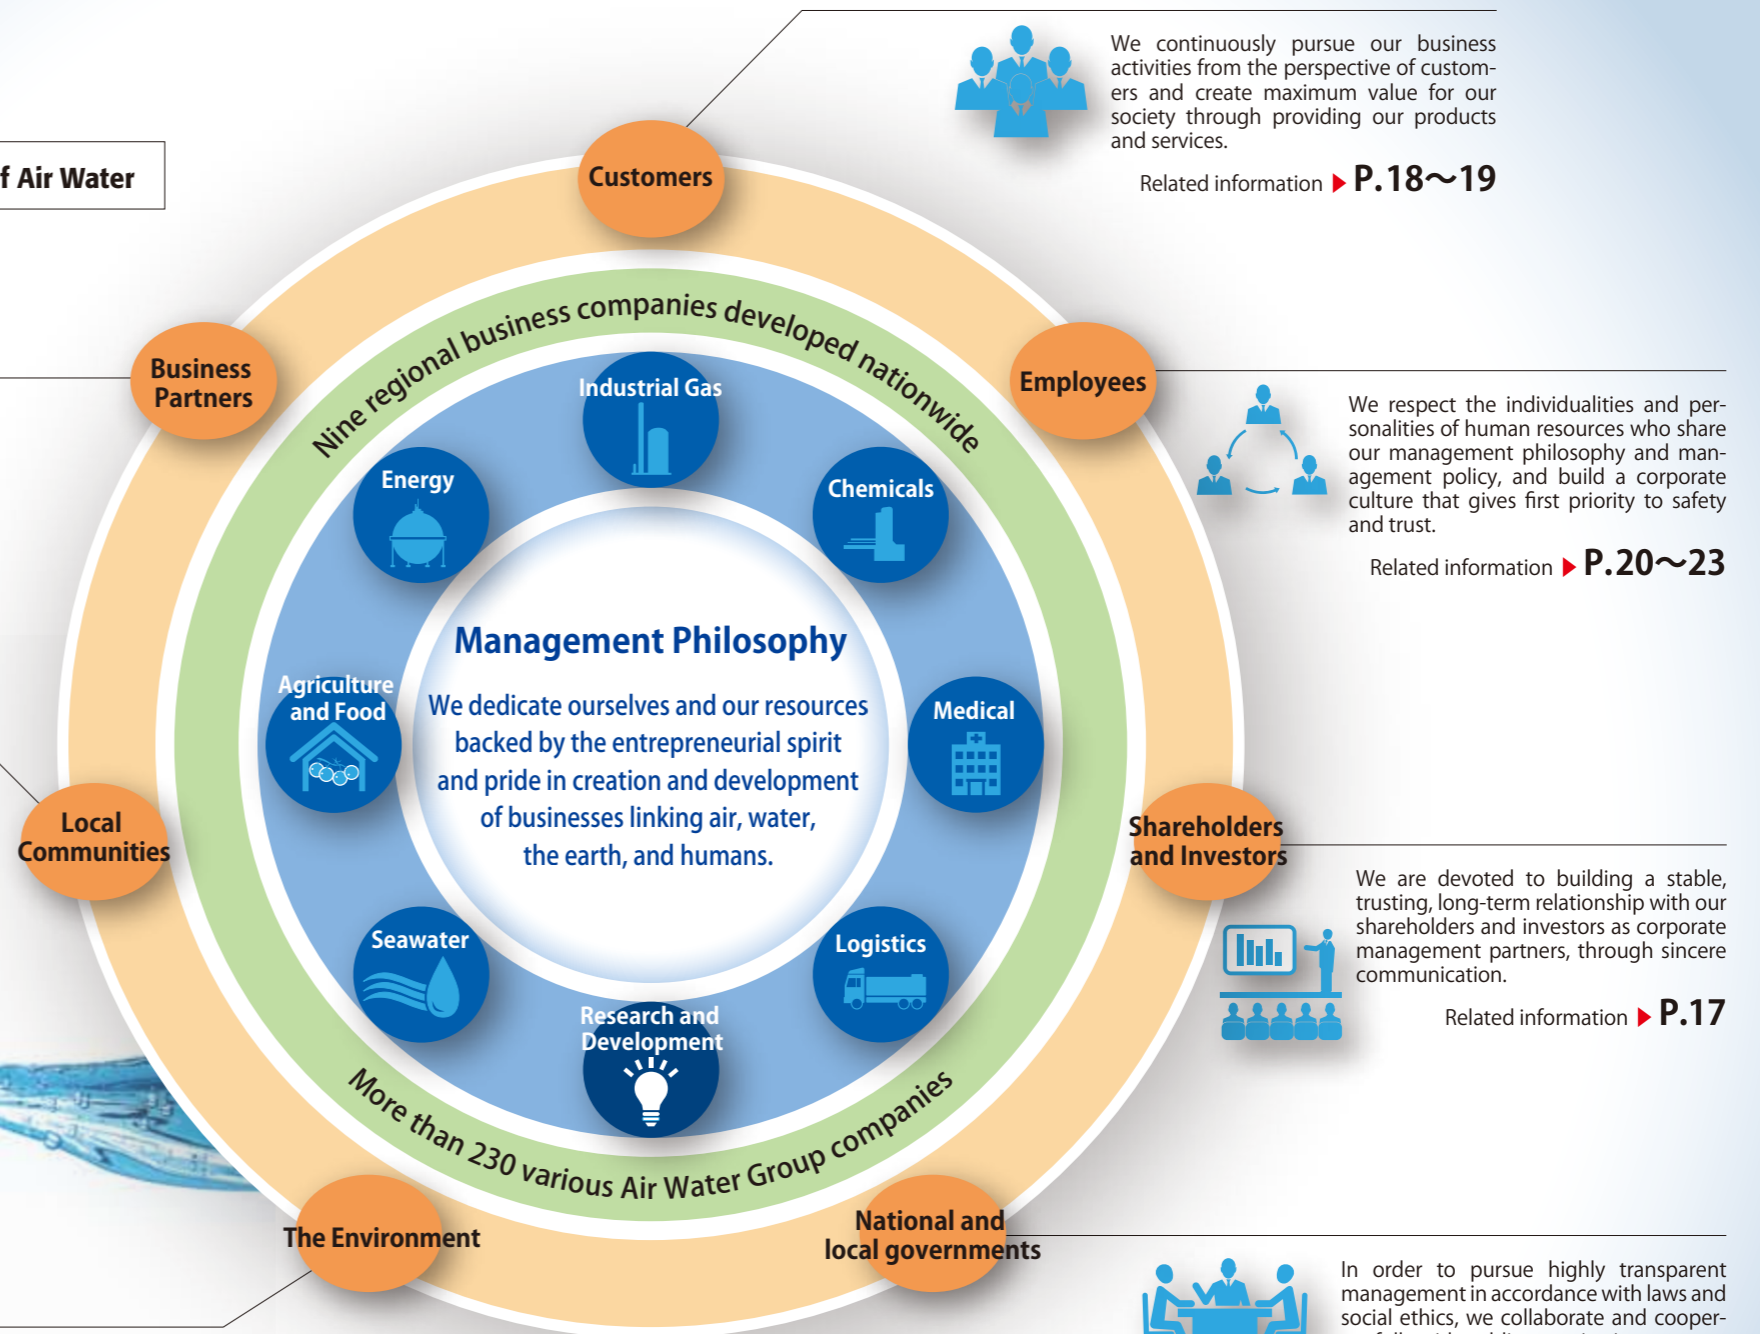 We continuously pursue our business
activities from the perspective of custom-
ers and create maximum value for our
society through providing our products
and services.
Related information ▶ P.18〜19
f Air Water
Customers
Business
Partners
Employees
Nine regional business companies developed nationwide
Industrial Gas
Energy
Chemicals
We respect the individualities and per-
sonalities of human resources who share
our management philosophy and man-
agement policy, and build a corporate
culture that gives first priority to safety
and trust.
Related information ▶ P.20〜23
Management Philosophy
We dedicate ourselves and our resources
backed by the entrepreneurial spirit
and pride in creation and development
of businesses linking air, water,
the earth, and humans.
Agriculture
and Food
Medical
Local
Communities
Shareholders
and Investors
We are devoted to building a stable,
trusting, long-term relationship with our
shareholders and investors as corporate
management partners, through sincere
communication.
Related information ▶ P.17
Seawater
Logistics
Research and
Development
More than 230 various Air Water Group companies
The Environment
National and
local governments
In order to pursue highly transparent
management in accordance with laws and
social ethics, we collaborate and cooper-